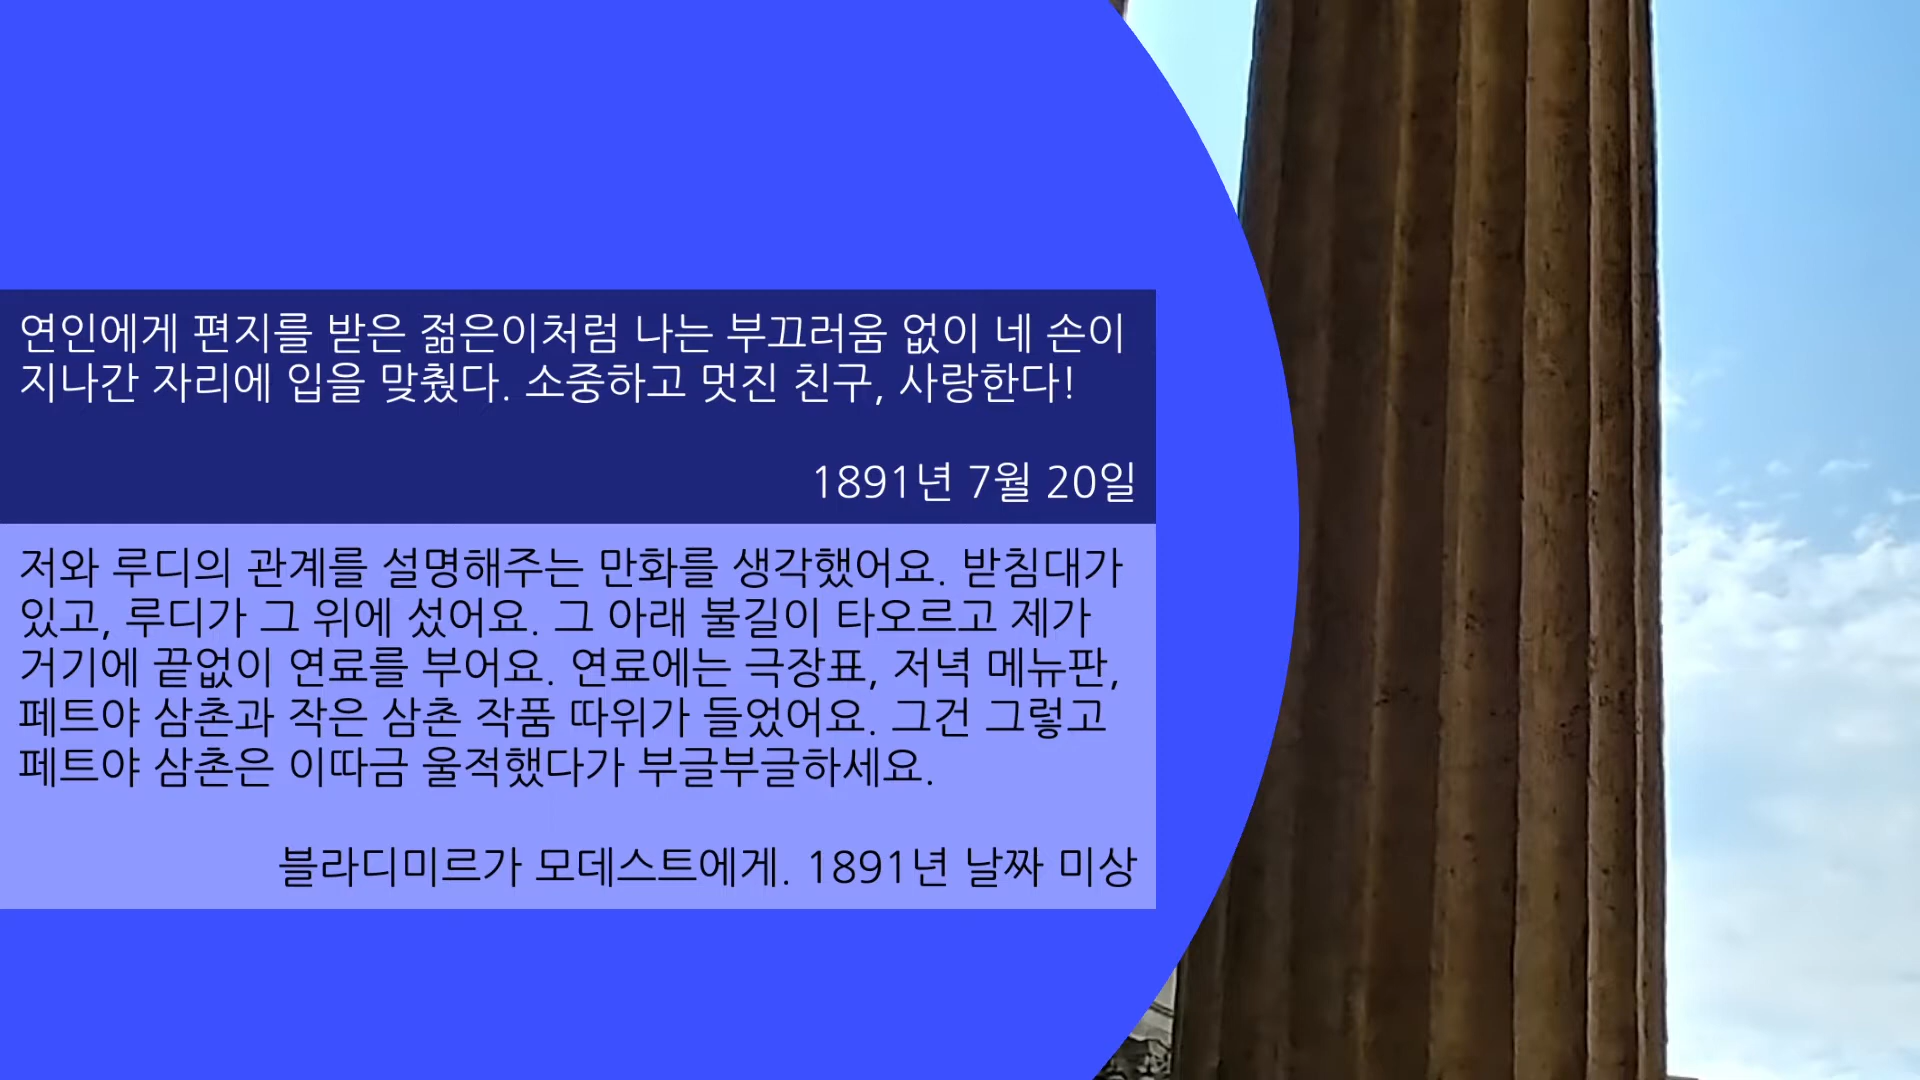 연인에게 편지를 받은 젊은이처럼 나는 부끄러움 없이 네 손이
지나간 자리에 입을 맞췄다. 소중하고 멋진 친구, 사랑한다!
1891년 7월 20일
저와 루디의 관계를 설명해주는 만화를 생각했어요. 받침대가
있고, 루디가 그 위에 섰어요. 그 아래 불길이 타오르고 제가
거기에 끝없이 연료를 부어요. 연료에는 극장표, 저녁 메뉴판,
페트야 삼촌과 작은 삼촌 작품 따위가 들었어요. 그건 그렇고
페트야 삼촌은 이따금 울적했다가 부글부글하세요.
블라디미르가 모데스트에게. 1891년 날짜 미상